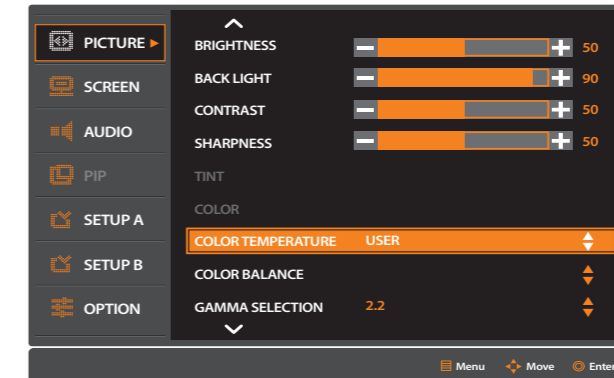 PICTURE
SCREEN
AUDIO
PIP
SETUP A
SETUP B
OPTION
BRIGHTNESS 50
BACK LIGHT 90
CONTRAST 50
SHARPNESS 50
TINT
COLOR
COLOR TEMPERATURE USER
COLOR BALANCE
GAMMA SELECTION 2.2
Menu Move Enter